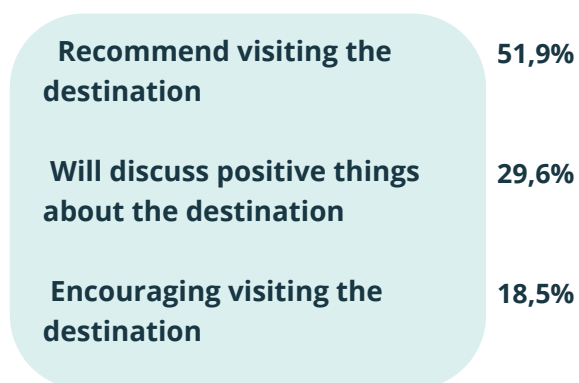 Recommend visiting the 51,9%
destination
Will discuss positive things 29,6%
about the destination
Encouraging visiting the 18,5%
destination